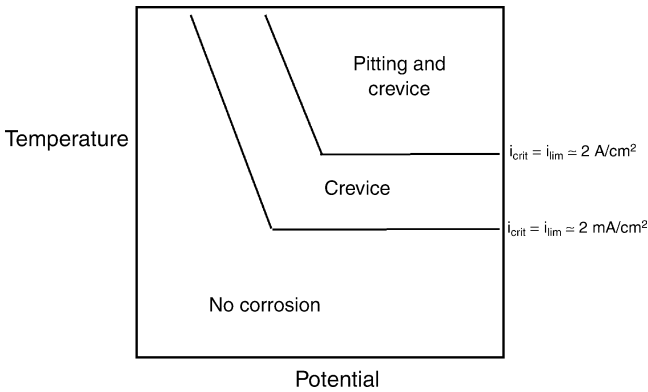 Pitting and
crevice
Temperature
i_crit = i_lim ≃ 2 A/cm²
Crevice
i_crit = i_lim ≃ 2 mA/cm²
No corrosion
Potential